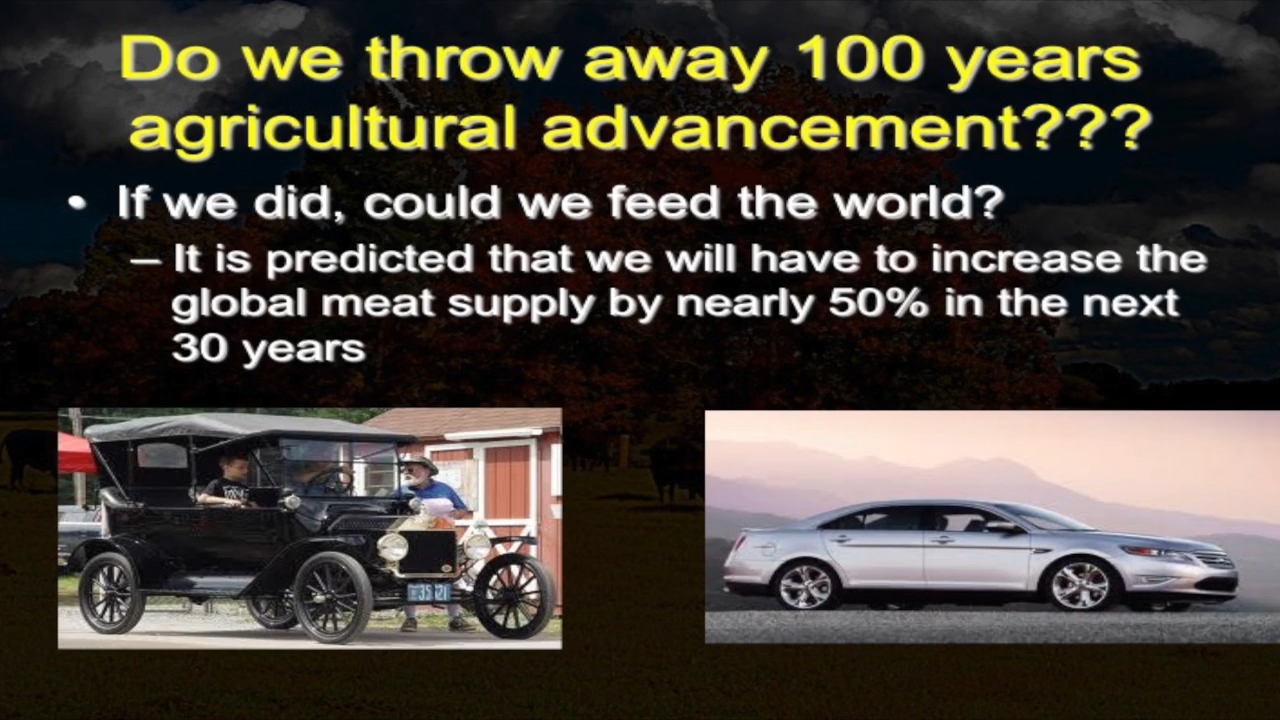 Do we throw away 100 years
agricultural advancement???
• If we did, could we feed the world?
– It is predicted that we will have to increase the
global meat supply by nearly 50% in the next
30 years